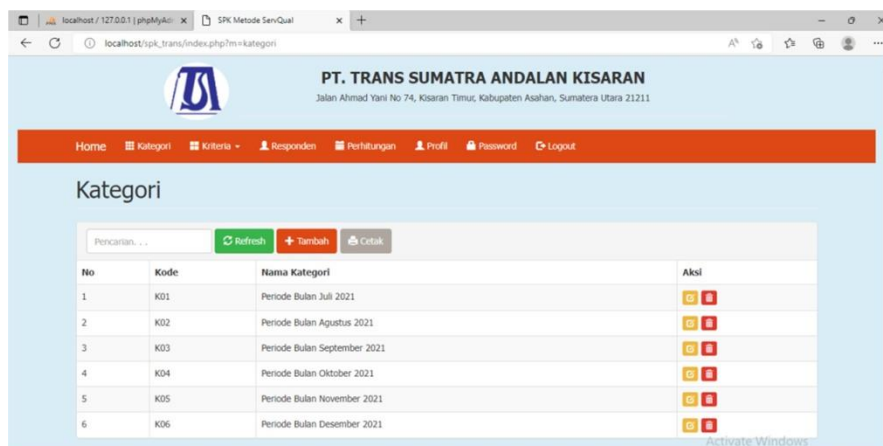 localhost / 127.0.0.1 | phpMyAd
SPK Metode ServQual
localhost/spk_trans/index.php?m=kategori
PT. TRANS SUMATRA ANDALAN KISARAN
Jalan Ahmad Yani No 74, Kisaran Timur, Kabupaten Asahan, Sumatera Utara 21211
Home Kategori Kriteria Responden Perhitungan Profil Password Logout
Kategori
Pencarian. . . Refresh Tambah Cetak
No Kode Nama Kategori Aksi
1 K01 Periode Bulan Juli 2021
2 K02 Periode Bulan Agustus 2021
3 K03 Periode Bulan September 2021
4 K04 Periode Bulan Oktober 2021
5 K05 Periode Bulan November 2021
6 K06 Periode Bulan Desember 2021
Activate Windows